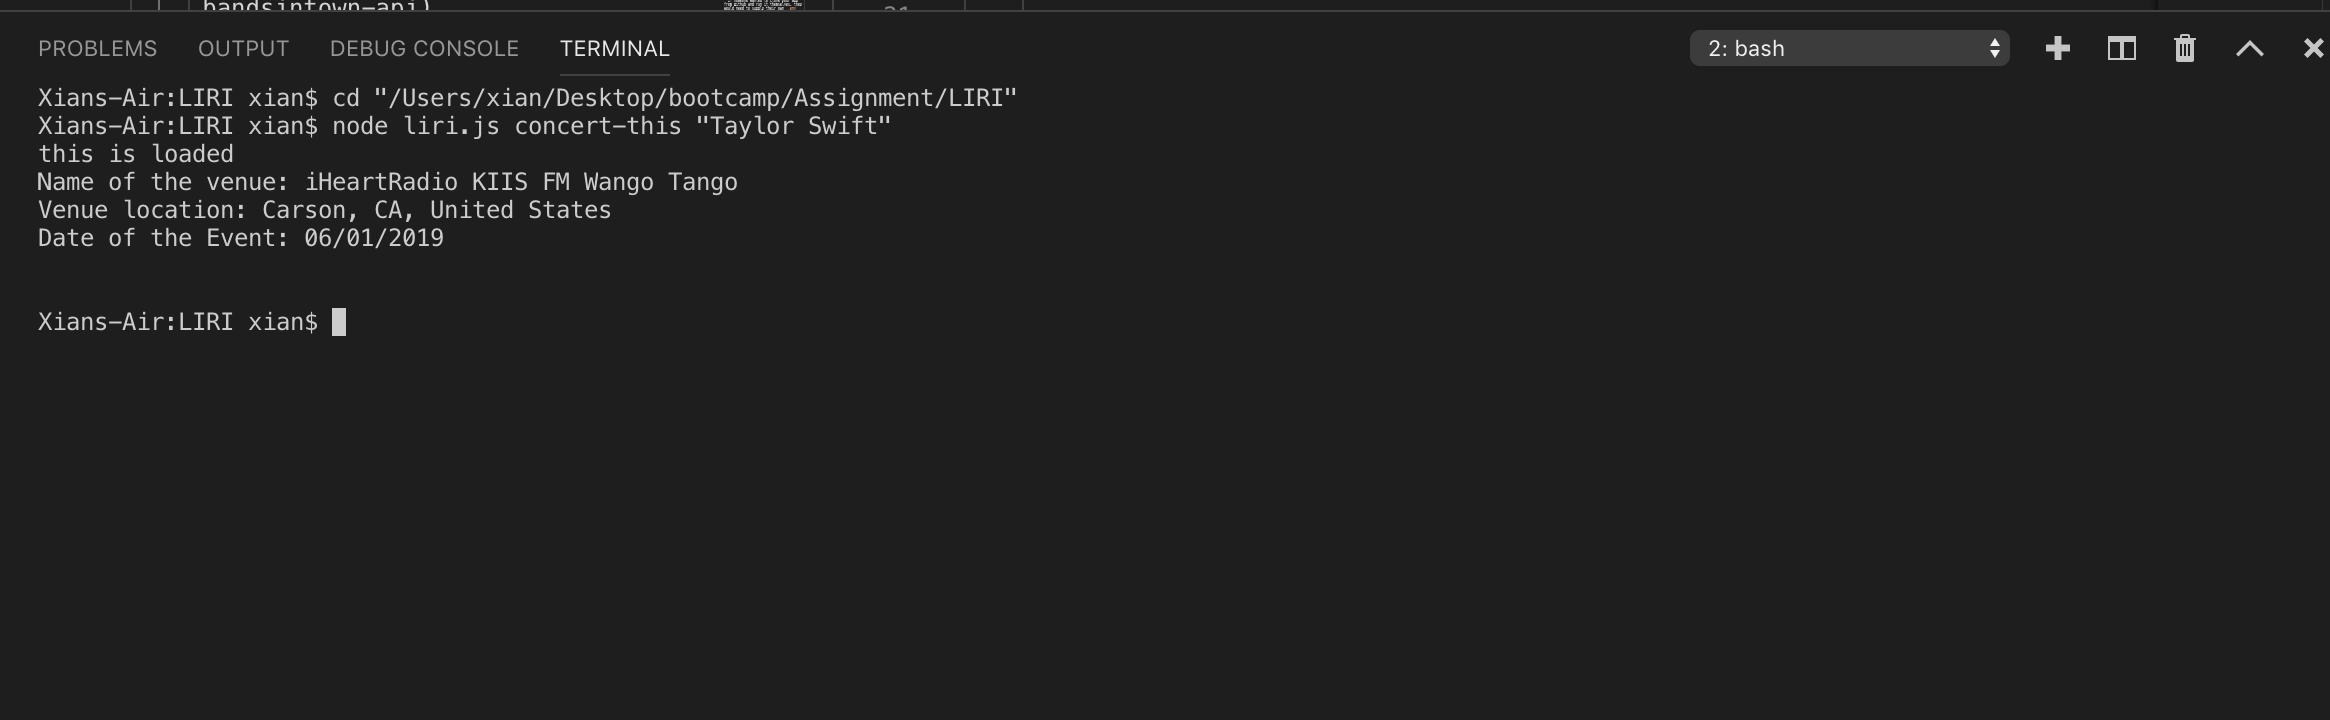 bandsintown-api)
PROBLEMS OUTPUT DEBUG CONSOLE TERMINAL 2: bash
Xians-Air:LIRI xian$ cd "/Users/xian/Desktop/bootcamp/Assignment/LIRI"
Xians-Air:LIRI xian$ node liri.js concert-this "Taylor Swift"
this is loaded
Name of the venue: iHeartRadio KIIS FM Wango Tango
Venue location: Carson, CA, United States
Date of the Event: 06/01/2019
Xians-Air:LIRI xian$